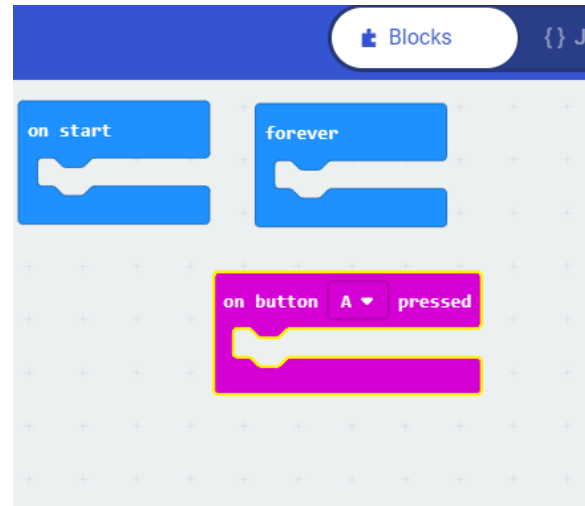 Blocks
{} J
on start
forever
on button A pressed